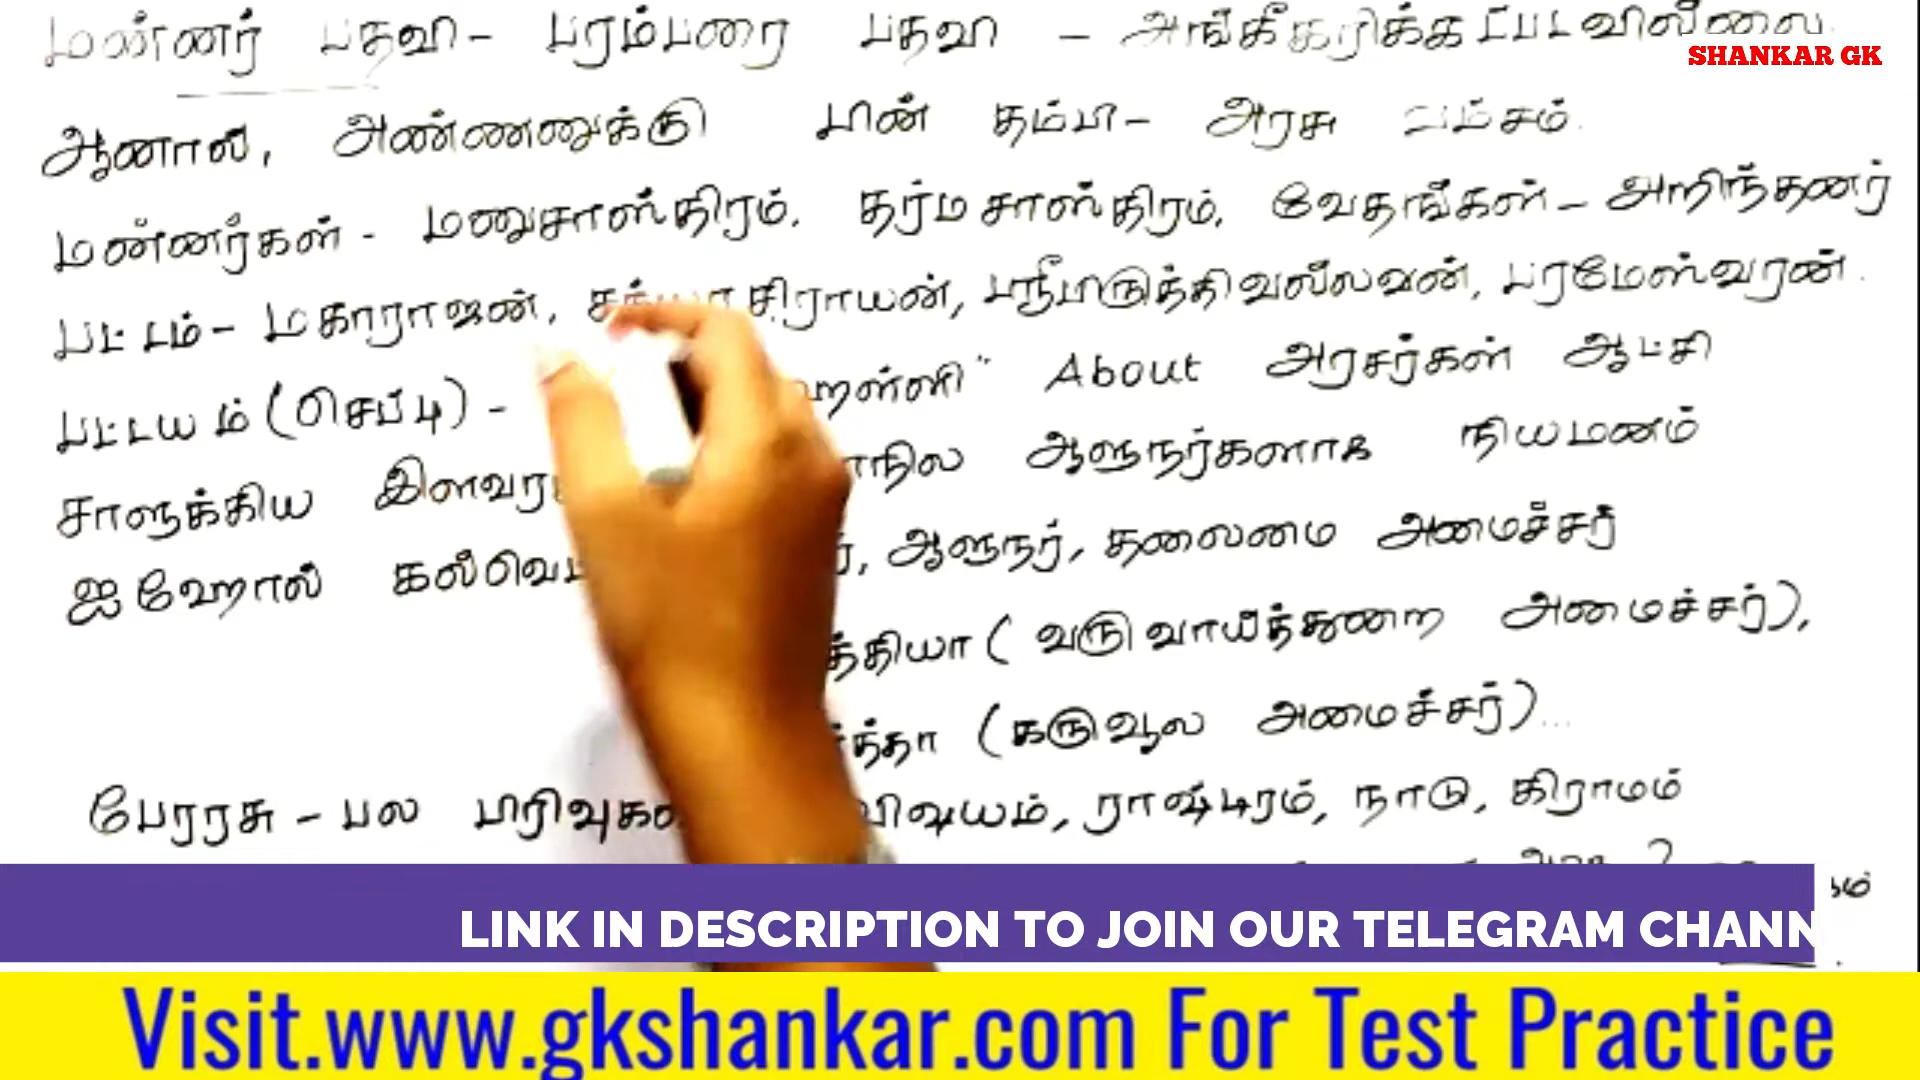 மன்னர் பதவி - பரம்பரை பதவி - அங்கீகரிக்கப்படவில்லை
SHANKAR GK
ஆனால், அண்ணனுக்கு பின் தம்பி - அரசு வம்சம்.
மன்னர்கள் - மனுசாஸ்திரம், தர்மசாஸ்திரம், வேதங்கள் - அறிந்தனர்
பட்டம் - மகாராஜன், சிராயன், ஸ்ரீபிருத்திவல்லவன், பரமேஸ்வரன்.
பட்டயம் (செப்பு) - ஹள்ளி" About அரசர்கள் ஆட்சி
சாளுக்கிய இளவர ாநில ஆளுநர்களாக நியமனம்
ஐஹோல் கல்வெட் ர், ஆளுநர், தலைமை அமைச்சர்
த்தியா (வருவாய்த்துறை அமைச்சர்),
ர்த்தா (கருவூல அமைச்சர்)...
பேரரசு - பல பிரிவுகள் விஷயம், ராஷ்டிரம், நாடு, கிராமம்
LINK IN DESCRIPTION TO JOIN OUR TELEGRAM CHANN
Visit.www.gkshankar.com For Test Practice